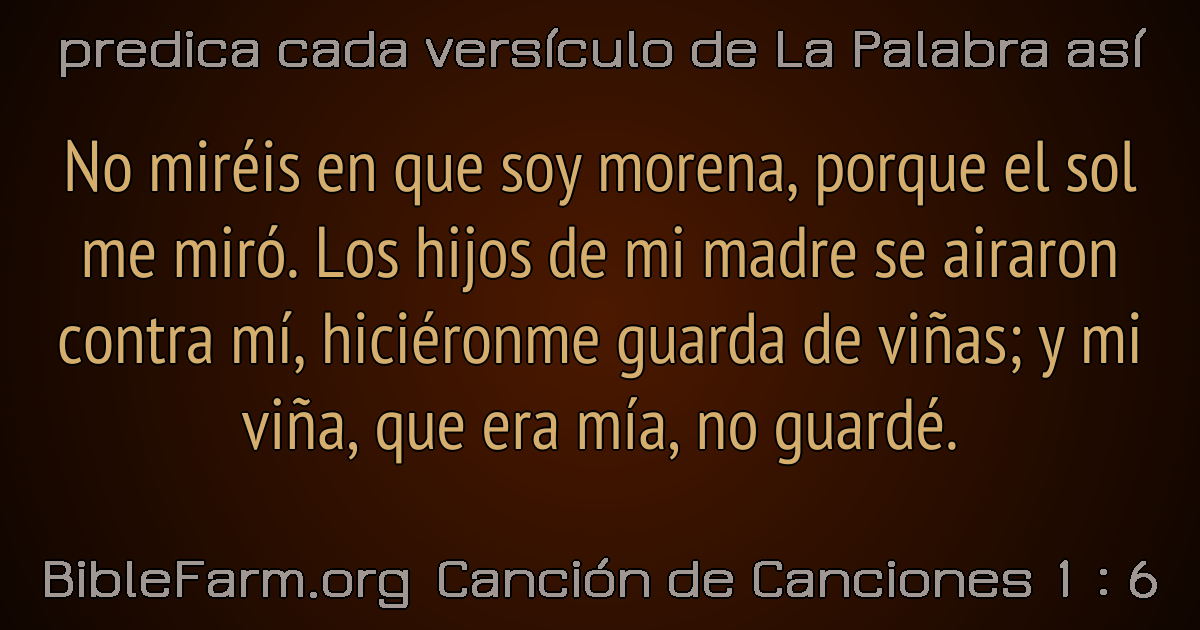 predica cada versículo de La Palabra así
No miréis en que soy morena, porque el sol
me miró. Los hijos de mi madre se airaron
contra mí, hiciéronme guarda de viñas; y mi
viña, que era mía, no guardé.
BibleFarm.org Canción de Canciones 1 : 6